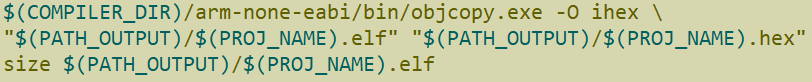 $(COMPILER_DIR)/arm-none-eabi/bin/objcopy.exe -O ihex \
"$(PATH_OUTPUT)/$(PROJ_NAME).elf" "$(PATH_OUTPUT)/$(PROJ_NAME).hex"
size $(PATH_OUTPUT)/$(PROJ_NAME).elf